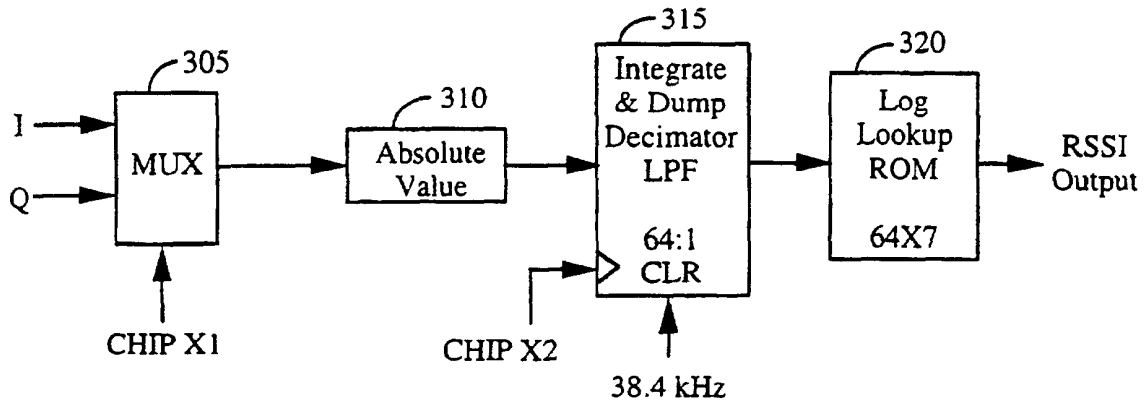 305
I
Q
MUX
CHIP X1
310
Absolute
Value
315
Integrate
& Dump
Decimator
LPF
64:1
CLR
CHIP X2
38.4 kHz
320
Log
Lookup
ROM
64X7
RSSI
Output